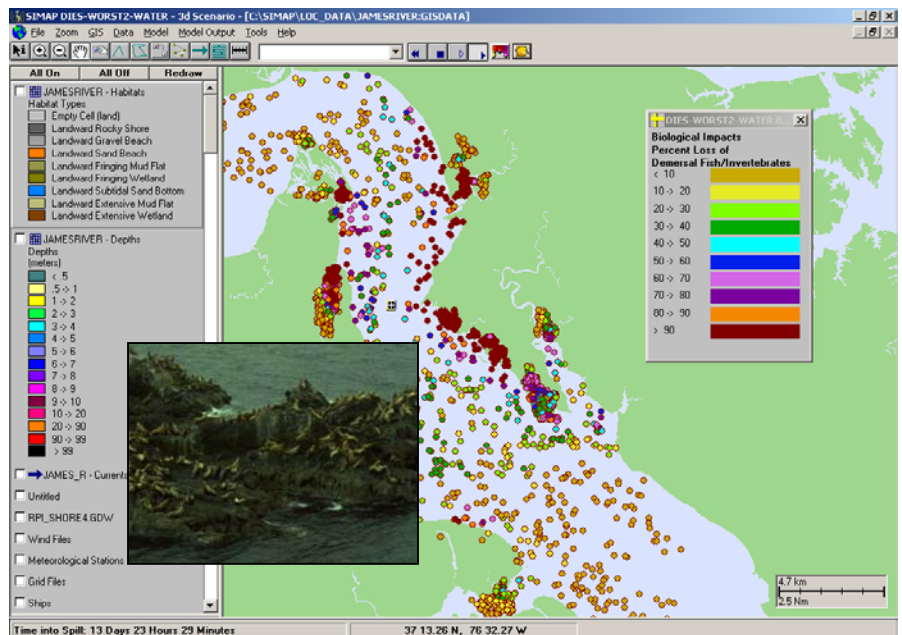 SIMAP DIES-WORST2-WATER - 3d Scenario - [C:\SIMAP\LOC_DATA\JAMESRIVER:GISDATA]
File Zoom GIS Data Model Model Output Tools Help
All On All Off Redraw
JAMESRIVER - Habitats
Habitat Types
Empty Cell (land)
Landward Rocky Shore
Landward Gravel Beach
Landward Sand Beach
Landward Fringing Mud Flat
Landward Fringing Wetland
Landward Subtidal Sand Bottom
Landward Extensive Mud Flat
Landward Extensive Wetland
JAMESRIVER - Depths
Depths
(meters)
< .5
.5 -> 1
1 -> 2
2 -> 3
3 -> 4
4 -> 5
5 -> 6
6 -> 7
7 -> 8
8 -> 9
9 -> 10
10 -> 20
20 -> 90
90 -> 99
> 99
JAMES_R - Currents
Untitled
RPI_SHORE4.GDW
Wind Files
Meteorological Stations
Grid Files
Ships
DIES-WORST2-WATER
Biological Impacts
Percent Loss of
Demersal Fish/Invertebrates
< 10
10 -> 20
20 -> 30
30 -> 40
40 -> 50
50 -> 60
60 -> 70
70 -> 80
80 -> 90
> 90
4.7 km
2.5 Nm
Time into Spill: 13 Days 23 Hours 29 Minutes
37 13.26 N, 76 32.27 W